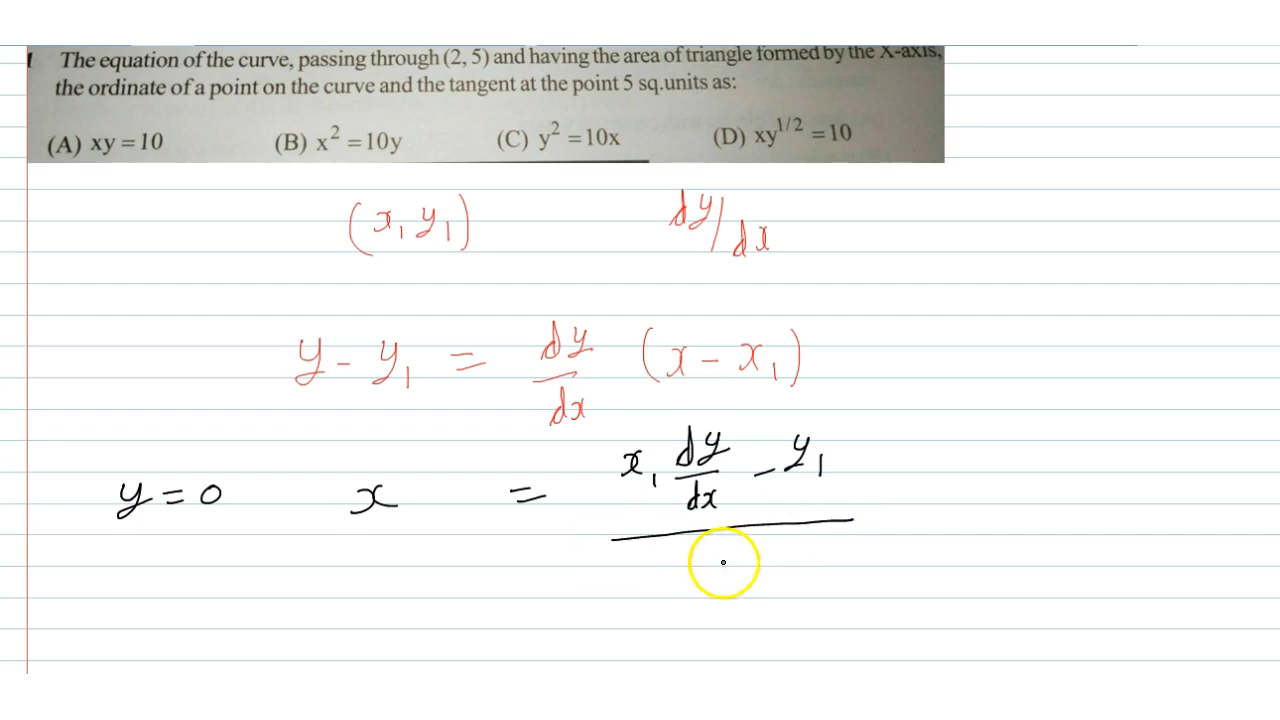 The equation of the curve, passing through (2, 5) and having the area of triangle formed by the X-axis,
the ordinate of a point on the curve and the tangent at the point 5 sq.units as:
(A) xy = 10 (B) x² = 10y (C) y² = 10x (D) xy^1/2 = 10
(x₁ y₁) dy/dx
y - y₁ = dy/dx (x - x₁)
y = 0 x = x₁ dy/dx - y₁